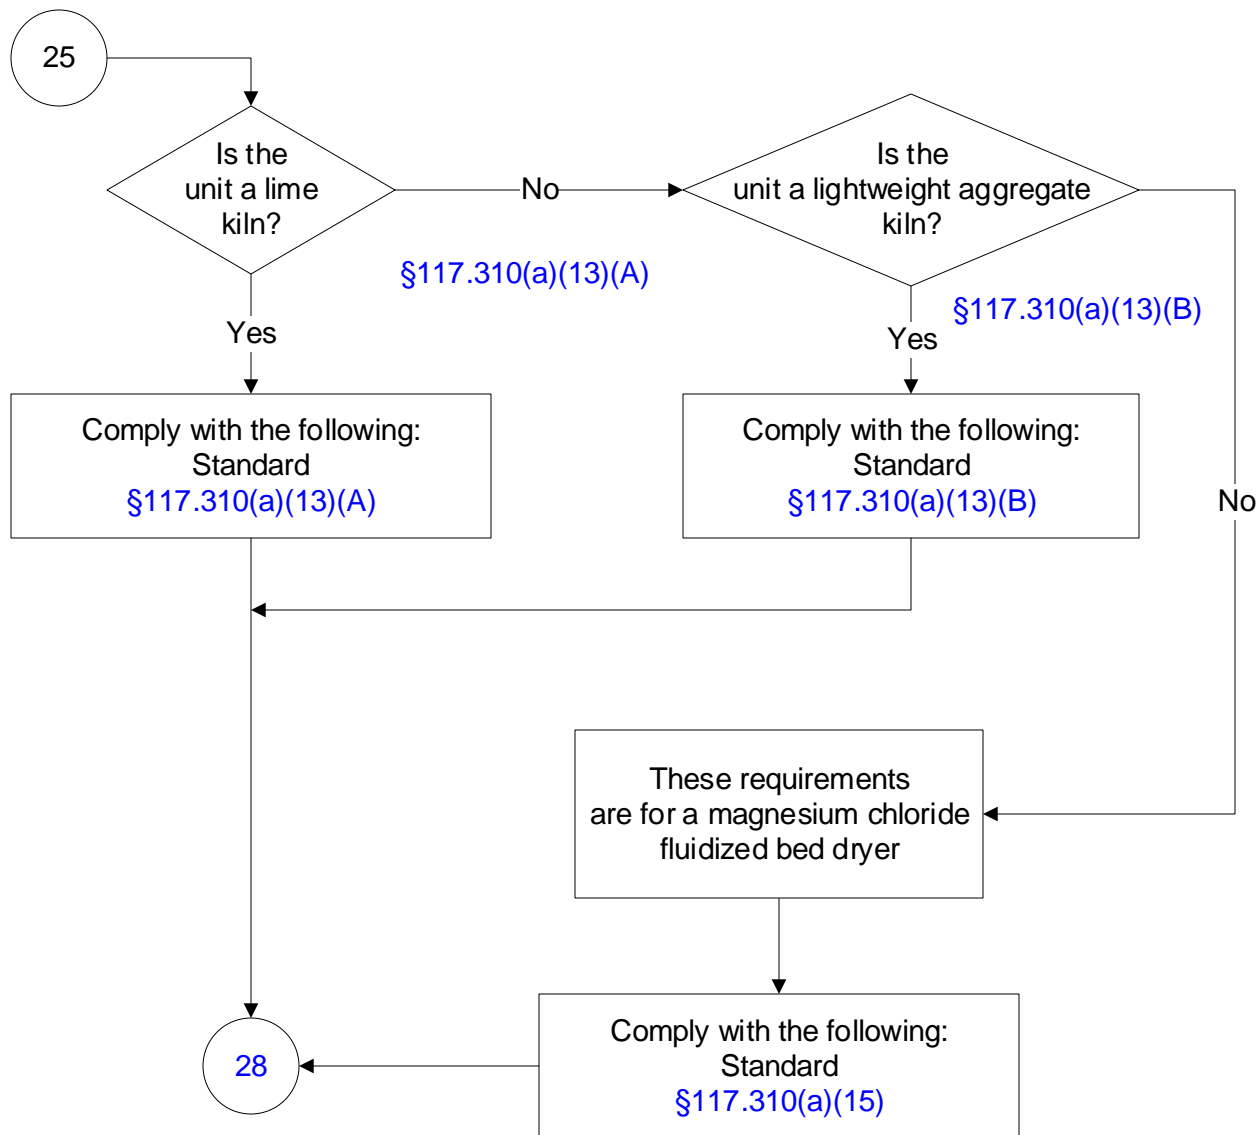 25
Is the
unit a lime
kiln?
No
Is the
unit a lightweight aggregate
kiln?
§117.310(a)(13)(A)
§117.310(a)(13)(B)
Yes
Yes
Comply with the following:
Standard
§117.310(a)(13)(A)
Comply with the following:
Standard
§117.310(a)(13)(B)
No
These requirements
are for a magnesium chloride
fluidized bed dryer
Comply with the following:
Standard
§117.310(a)(15)
28